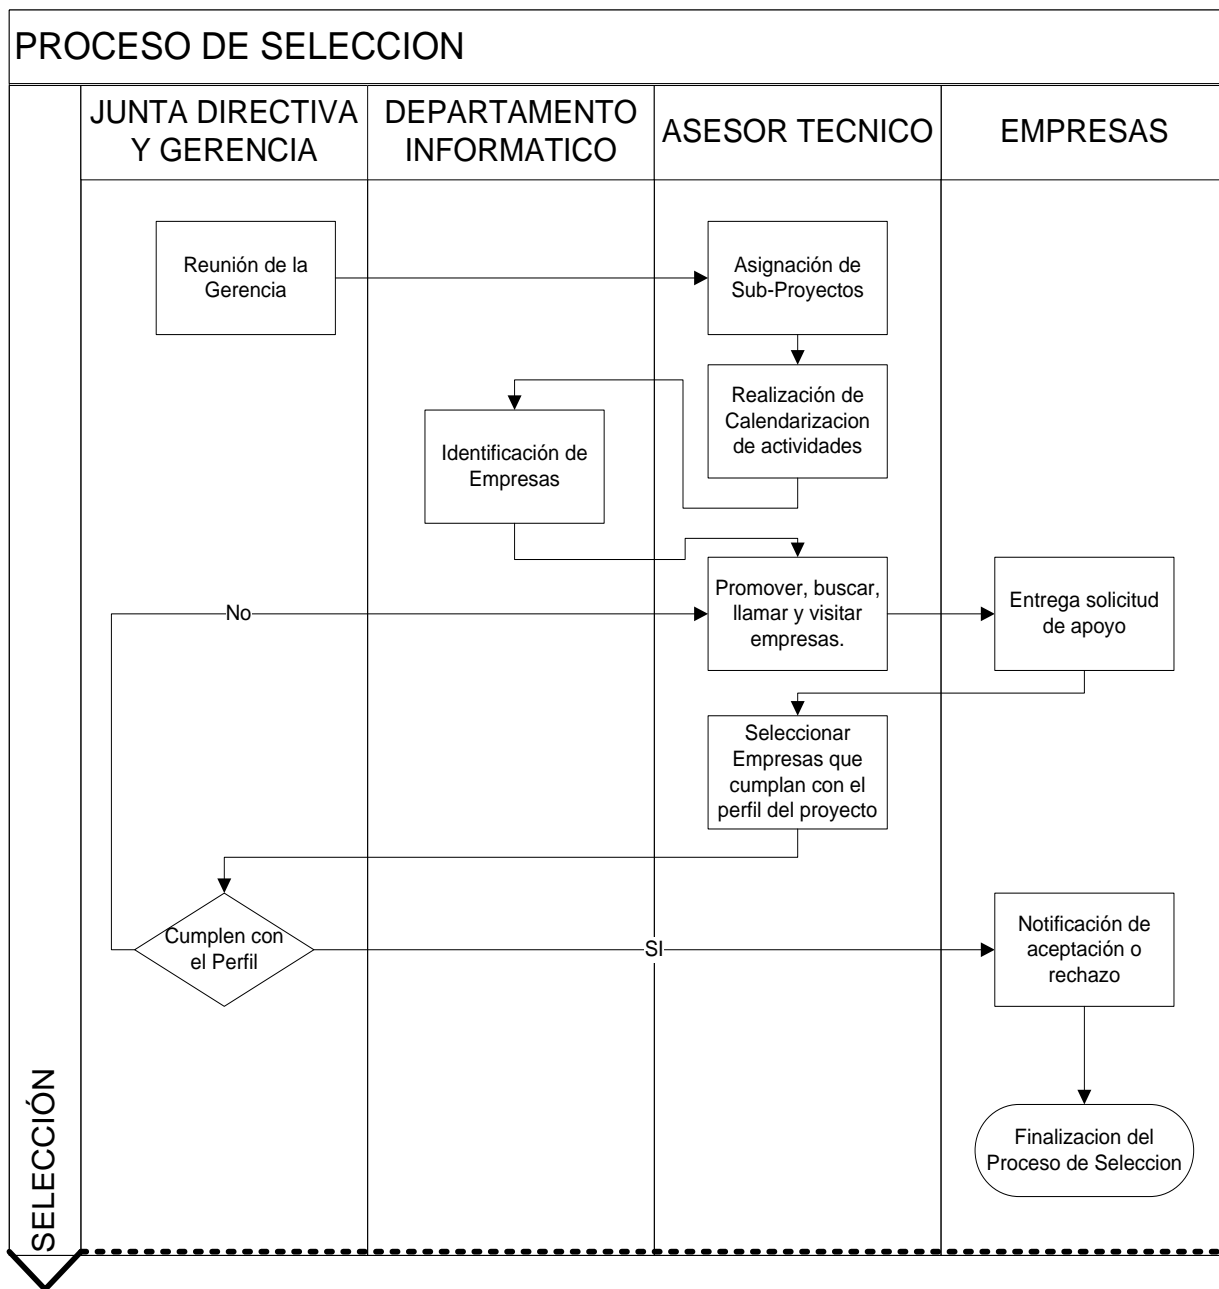 PROCESO DE SELECCION
JUNTA DIRECTIVA
Y GERENCIA
DEPARTAMENTO
INFORMATICO
ASESOR TECNICO
EMPRESAS
Reunión de la
Gerencia
Asignación de
Sub-Proyectos
Realización de
Calendarizacion
de actividades
Identificación de
Empresas
Promover, buscar,
llamar y visitar
empresas.
Entrega solicitud
de apoyo
No
Seleccionar
Empresas que
cumplan con el
perfil del proyecto
Cumplen con
el Perfil
SI
Notificación de
aceptación o
rechazo
Finalizacion del
Proceso de Seleccion
SELECCIÓN